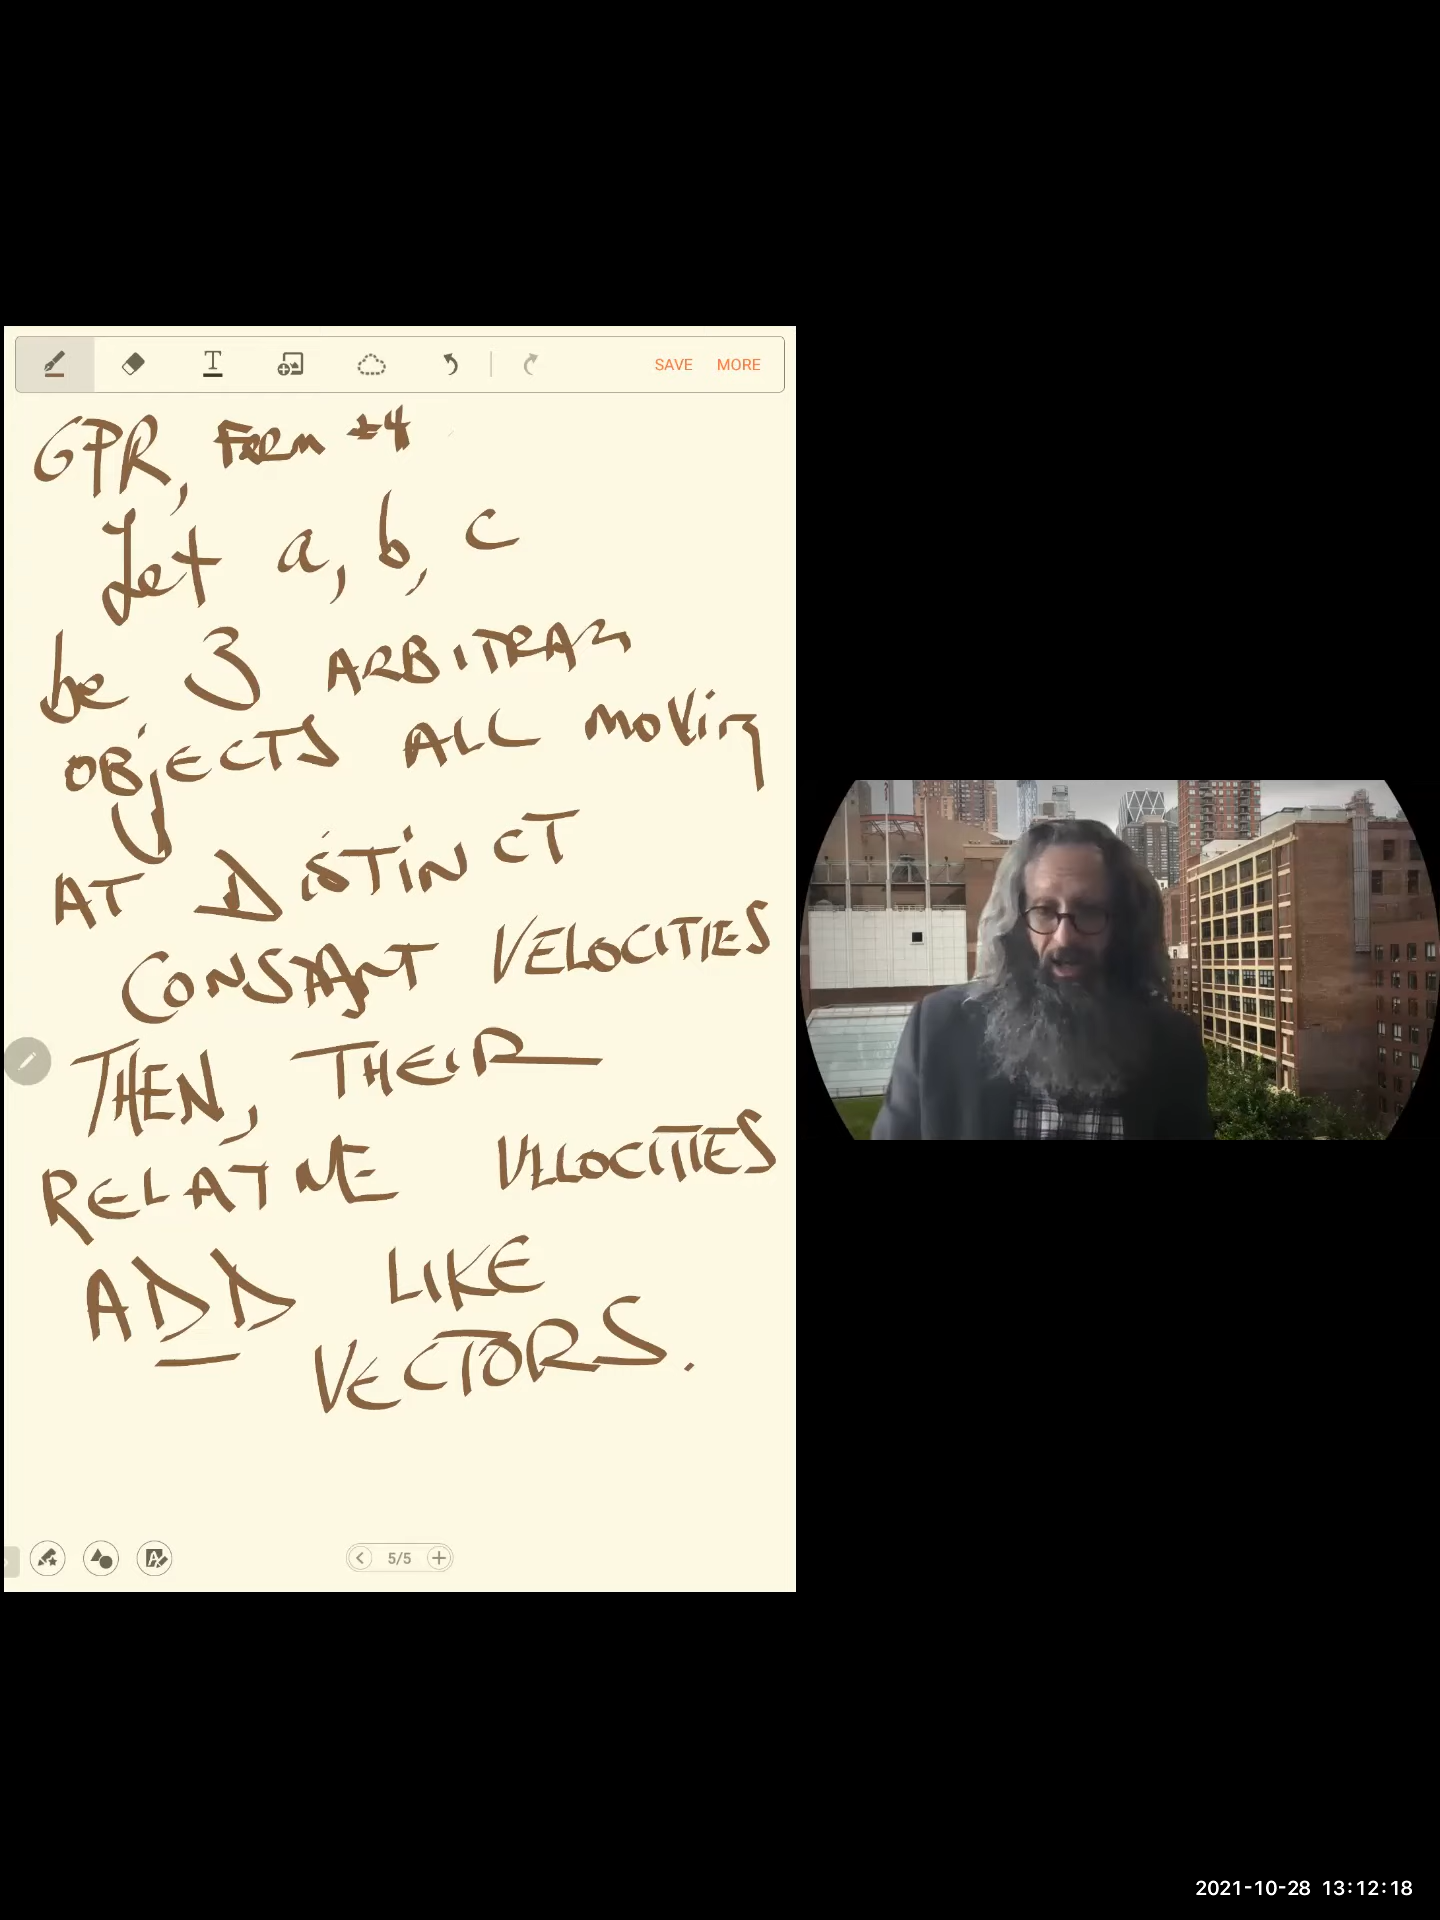 T
SAVE MORE
GPR, Form #4
Let a, b, c
be 3 ARBITRARY
OBJECTS ALL moving
AT DISTINCT
CONSTANT VELOCITIES
THEN, THEIR
RELATIVE VELOCITIES
ADD LIKE
VECTORS.
A
5/5
2021-10-28 13:12:18